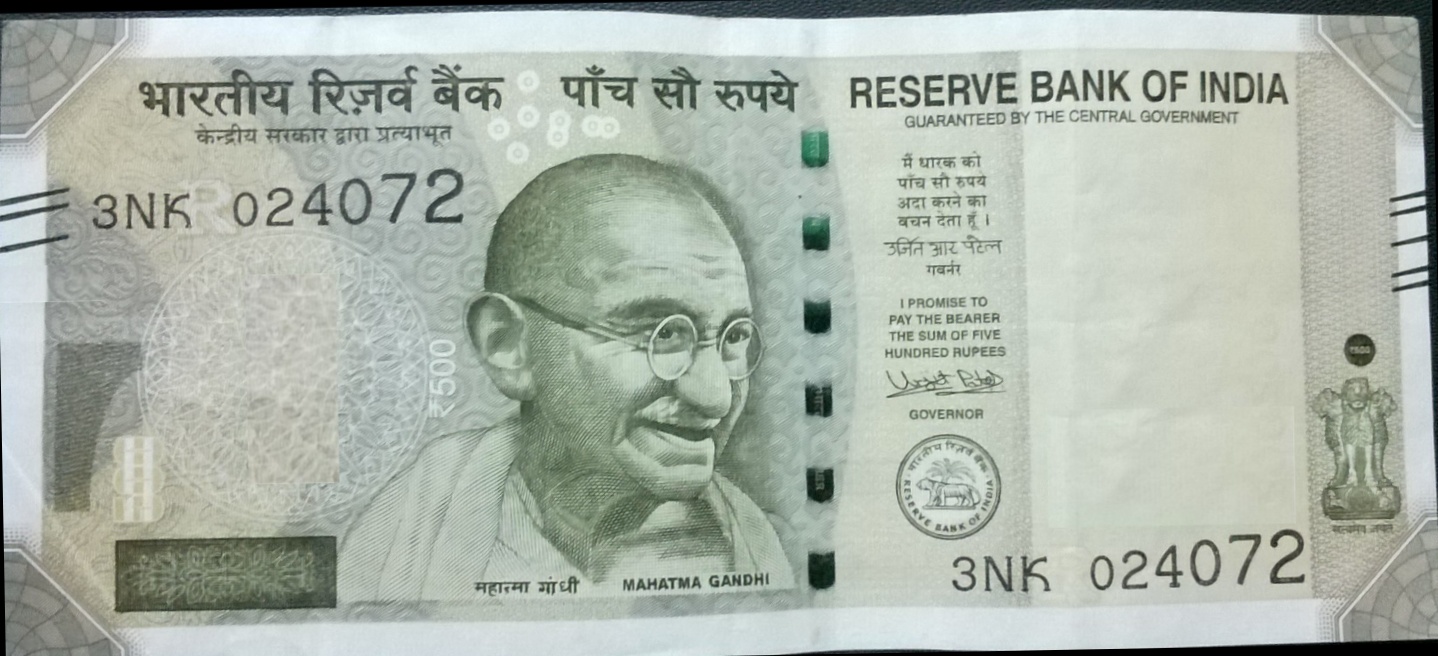 भारतीय रिज़र्व बैंक
केन्द्रीय सरकार द्वारा प्रत्याभूत
पाँच सौ रुपये
RESERVE BANK OF INDIA
GUARANTEED BY THE CENTRAL GOVERNMENT
3NK 024072
₹500
मैं धारक को
पाँच सौ रुपये
अदा करने का
वचन देता हूँ ।
उर्जित आर पटेल
गवर्नर
I PROMISE TO
PAY THE BEARER
THE SUM OF FIVE
HUNDRED RUPEES
Urjit Patel
GOVERNOR
भारतीय रिज़र्व बैंक
RESERVE BANK OF INDIA
₹500
सत्यमेव जयते
महात्मा गांधी
MAHATMA GANDHI
3NK 024072